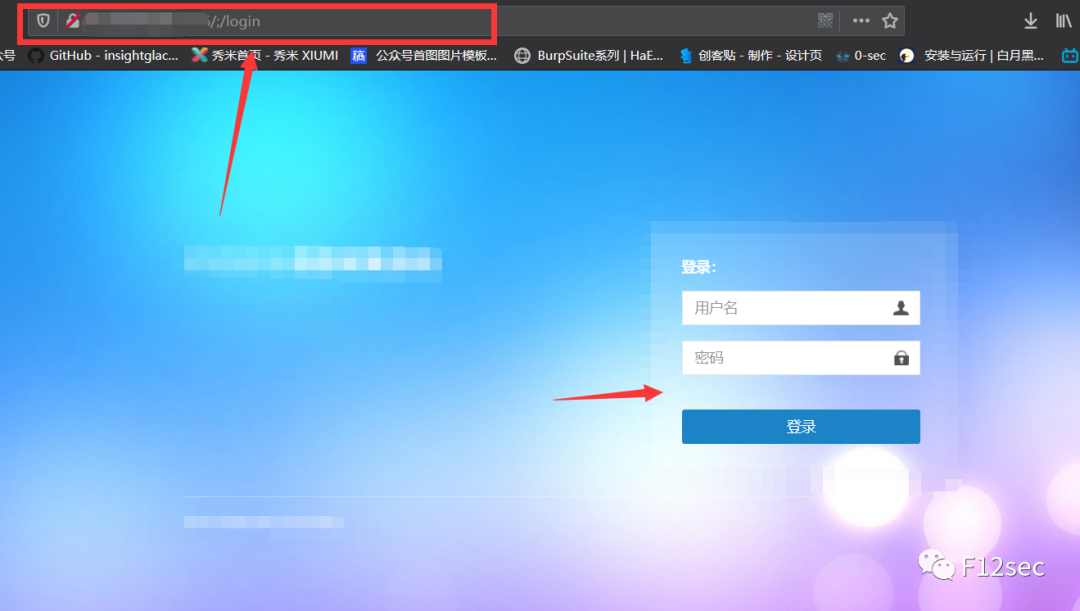 /;/login
号 GitHub - insightglac... 秀米首页 - 秀米 XIUMI 稿 公众号首图图片模板... BurpSuite系列 | HaE... 创客贴 - 制作 - 设计页 0-sec 安装与运行 | 白月黑...
登录:
用户名
密码
登录
F12sec